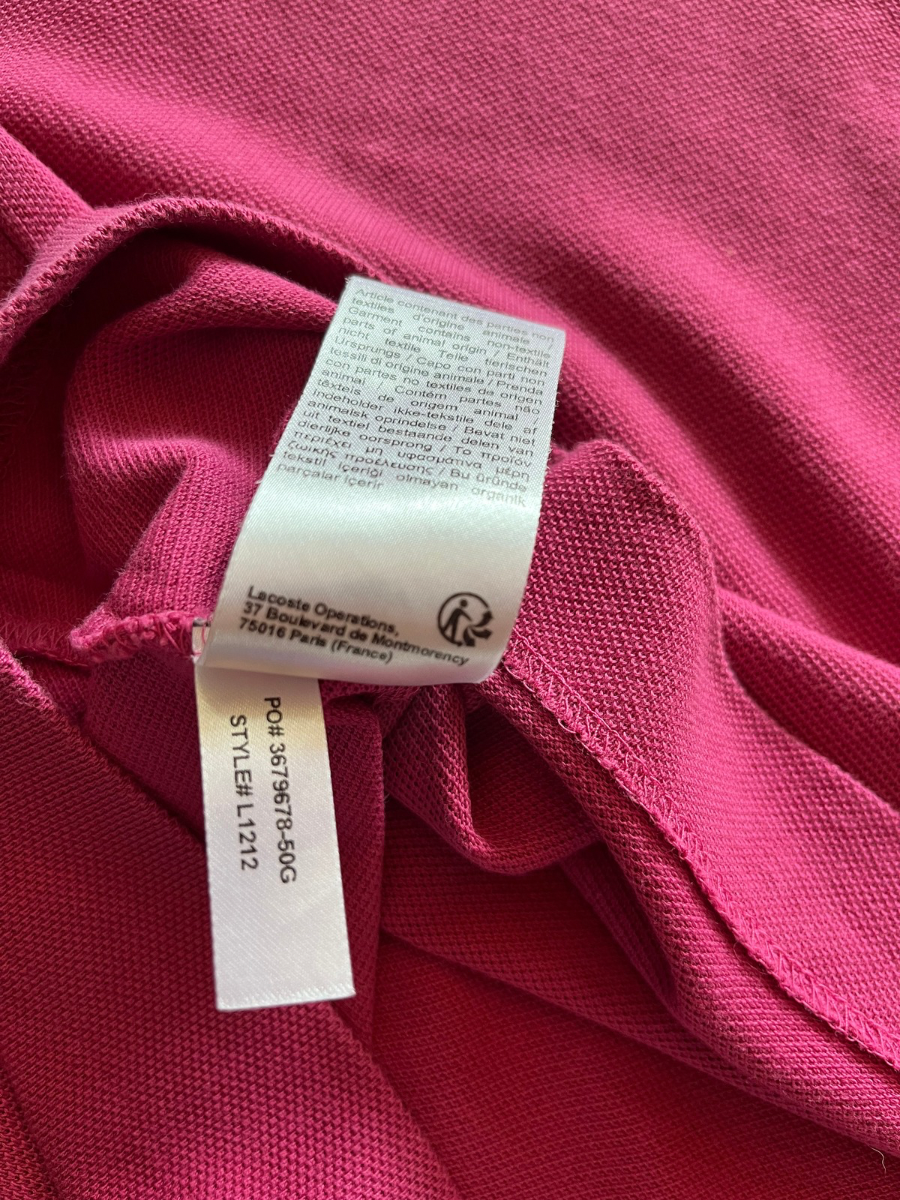 Article contenant des parties non
textiles d'origine animale
Garment contains non-textile
parts of animal origin / Enthält
nicht textile Teile tierischen
Ursprungs / Capo con parti non
tessili di origine animale / Prenda
con partes no textiles de origen
animal Contém partes não
têxteis de origem animal
Indeholder ikke-tekstile dele af
animalsk oprindelse / Bevat niet
uit textiel bestaande delen van
dierlijke oorsprong / Το προϊόν
περιέχει μη υφασμάτινα μέρη
ζωικής προέλευσης / Bu üründe
tekstil içeriği olmayan organik
parçalar içerir
Lacoste Operations,
37 Boulevard de Montmorency
75016 Paris (France)
PO# 3679678-50G
STYLE# L1212